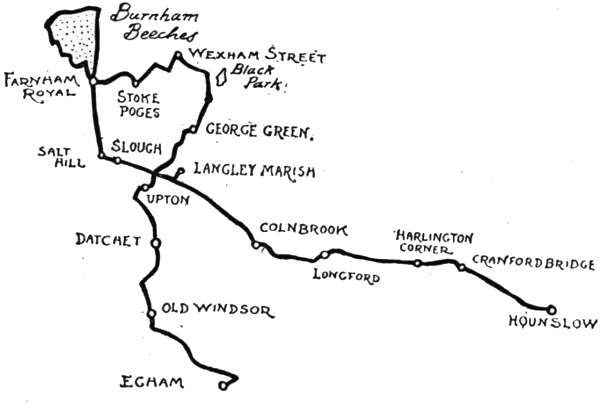 Burnham
Beeches
WEXHAM STREET
Black
Park.
FARNHAM
ROYAL
STOKE
POGES
GEORGE GREEN.
SALT
HILL
SLOUGH
LANGLEY MARISH
UPTON
COLNBROOK
DATCHET
HARLINGTON
CORNER
CRANFORD BRIDGE
LONGFORD
OLD WINDSOR
HOUNSLOW
EGHAM